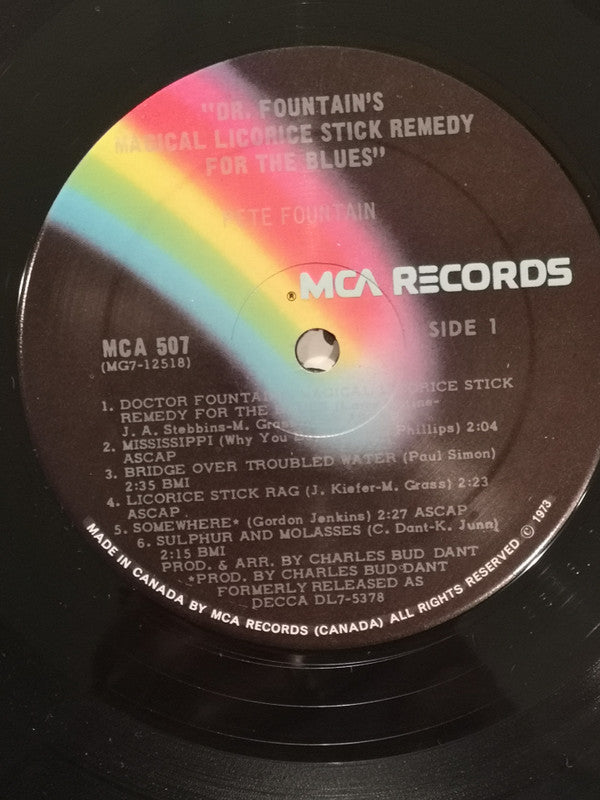 "DR. FOUNTAIN'S
MAGICAL LICORICE STICK REMEDY
FOR THE BLUES"
PETE FOUNTAIN
® MCA RECORDS
MCA 507
SIDE 1
(MG7-12518)
1. DOCTOR FOUNTAIN'S MAGICAL LICORICE STICK
REMEDY FOR THE
J. A. Stebbins-M. Grass
2. MISSISSIPPI (Why You Phillips) 2:04
ASCAP
3. BRIDGE OVER TROUBLED WATER (Paul Simon)
2:35 BMI
4. LICORICE STICK RAG (J. Kiefer-M. Grass) 2:23
ASCAP
5. SOMEWHERE* (Gordon Jenkins) 2:27 ASCAP
6. SULPHUR AND MOLASSES (C. Dant-K. June)
2:15 BMI
PROD. & ARR. BY CHARLES BUD DANT
*PROD. BY CHARLES BUD DANT
FORMERLY RELEASED AS
DECCA DL7-5378
MADE IN CANADA BY MCA RECORDS (CANADA) ALL RIGHTS RESERVED © 1973